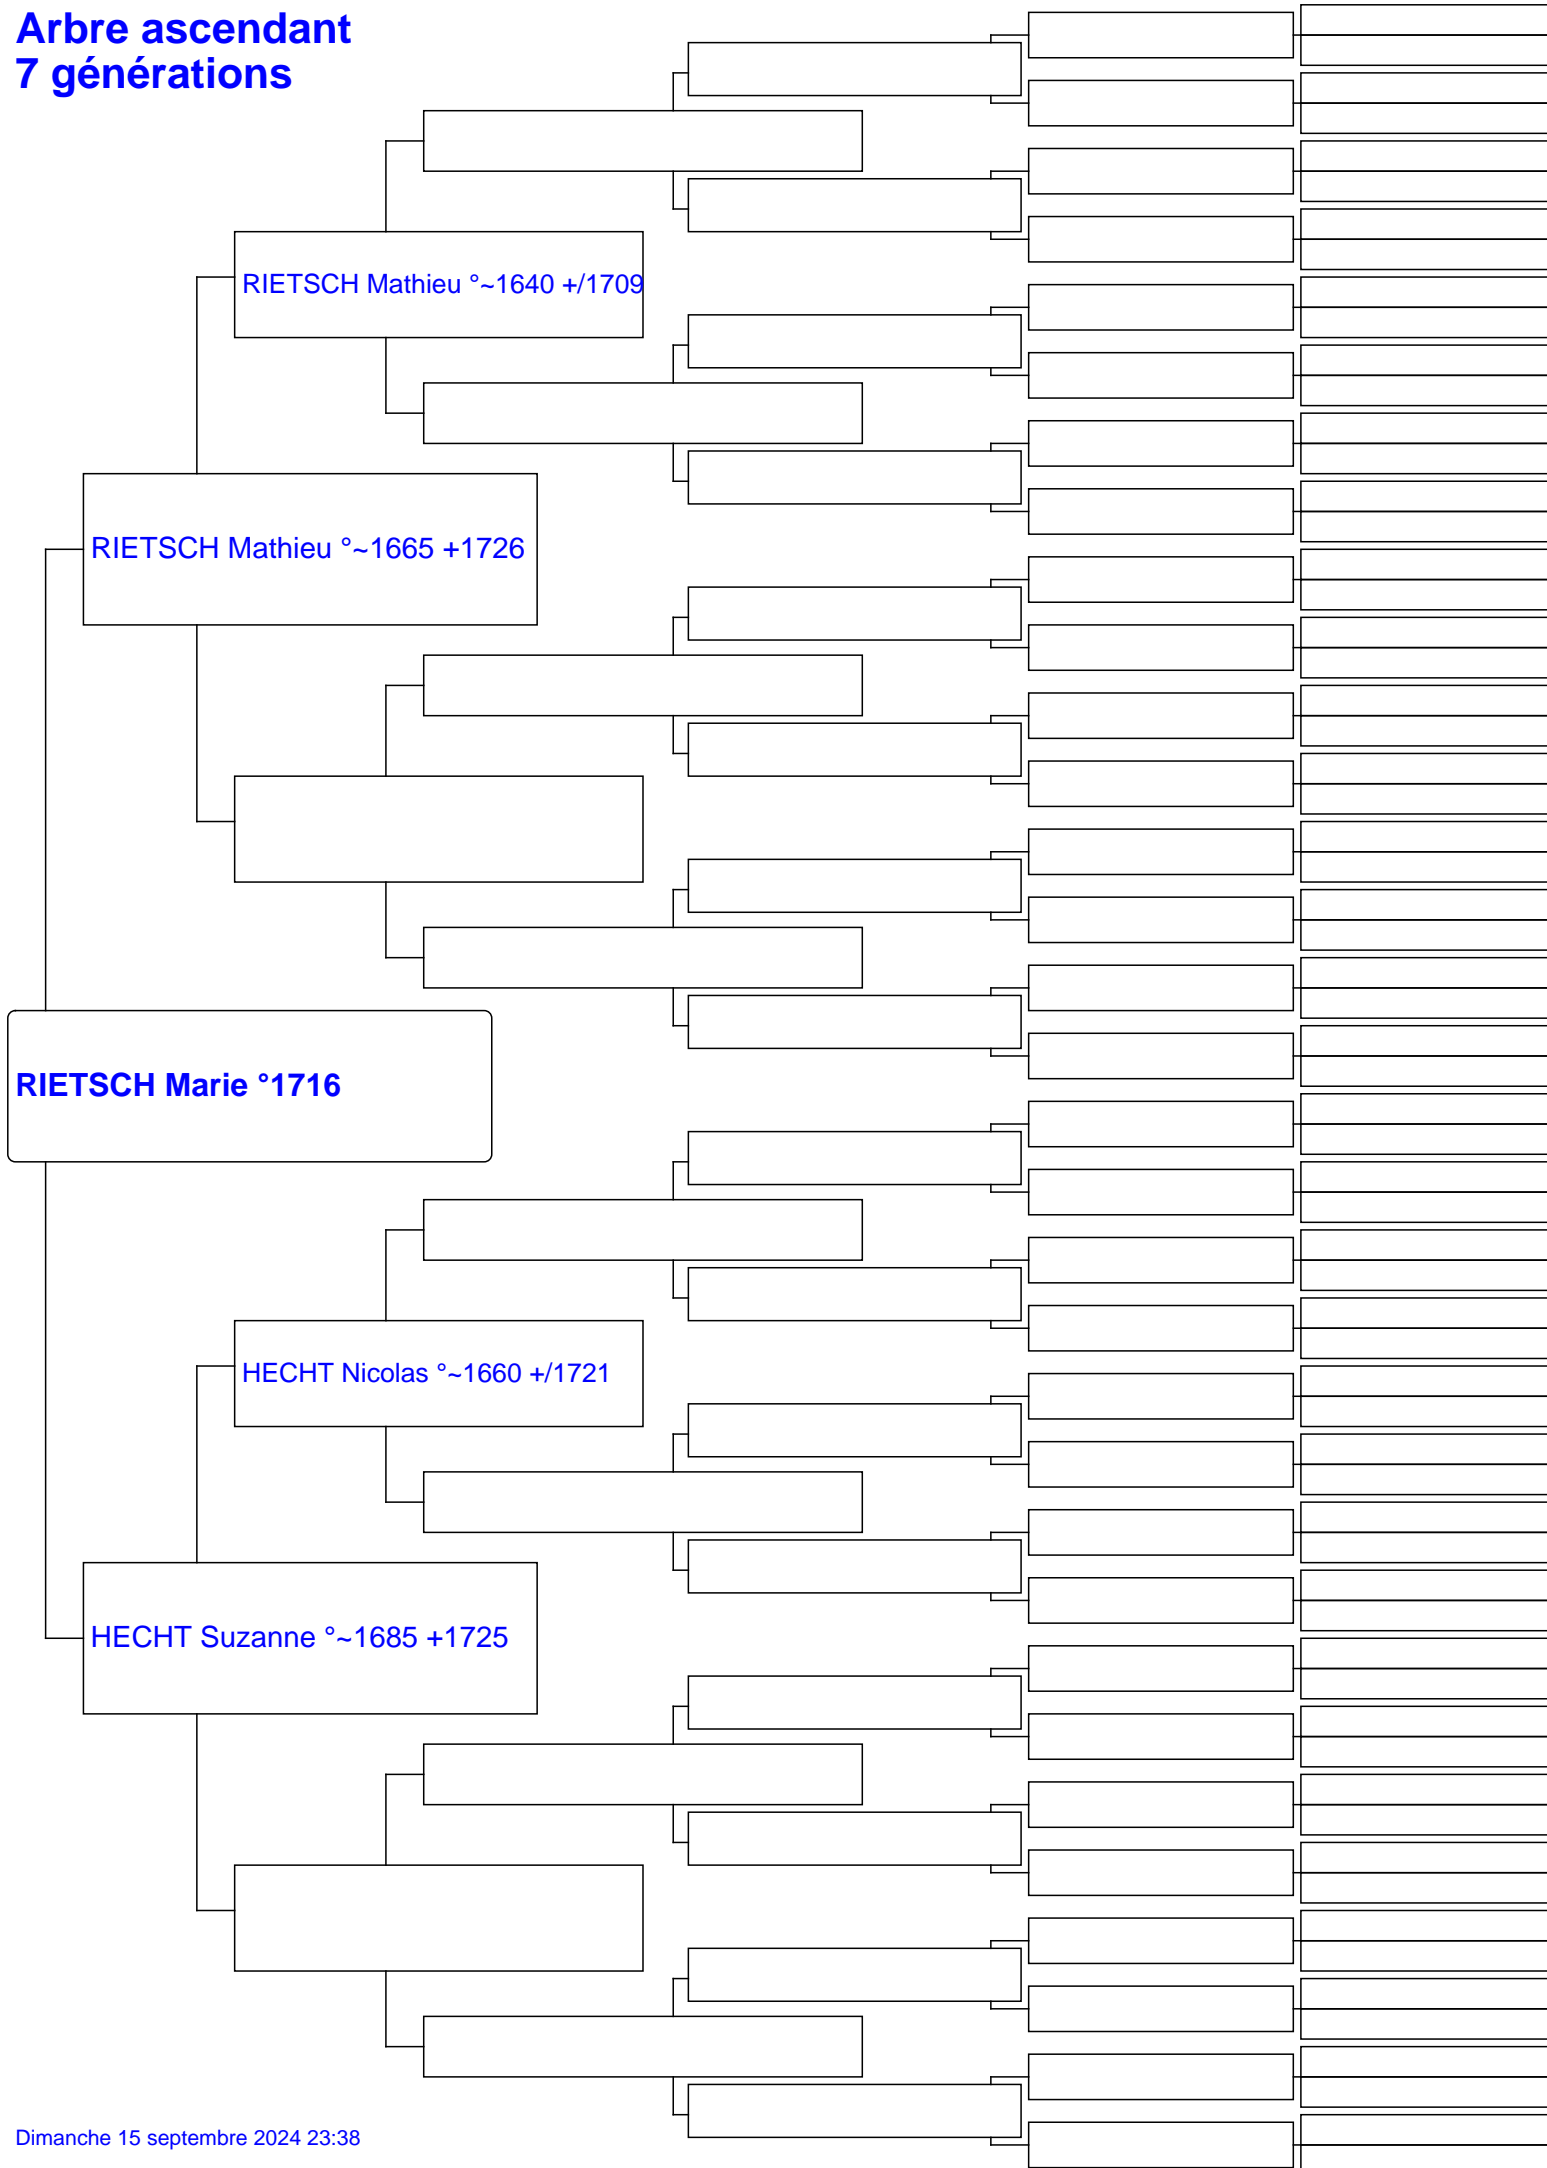 Arbre ascendant
7 générations
RIETSCH Mathieu °~1640 +/1709
RIETSCH Mathieu °~1665 +1726
RIETSCH Marie °1716
HECHT Nicolas °~1660 +/1721
HECHT Suzanne °~1685 +1725
Dimanche 15 septembre 2024 23:38